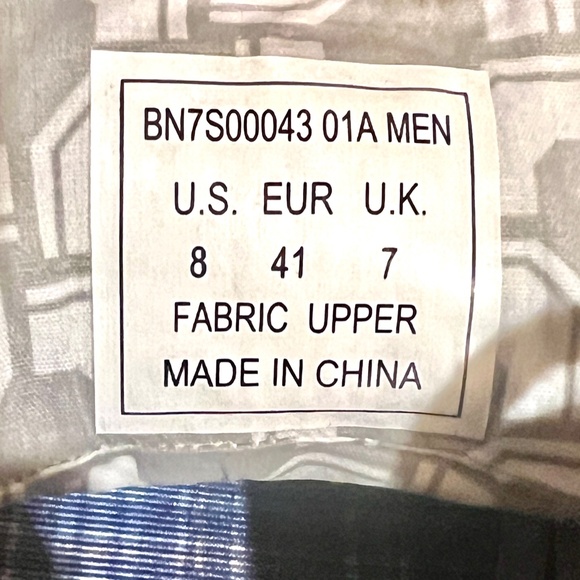 BN7S00043 01A MEN
U.S. EUR U.K.
8 41 7
FABRIC UPPER
MADE IN CHINA